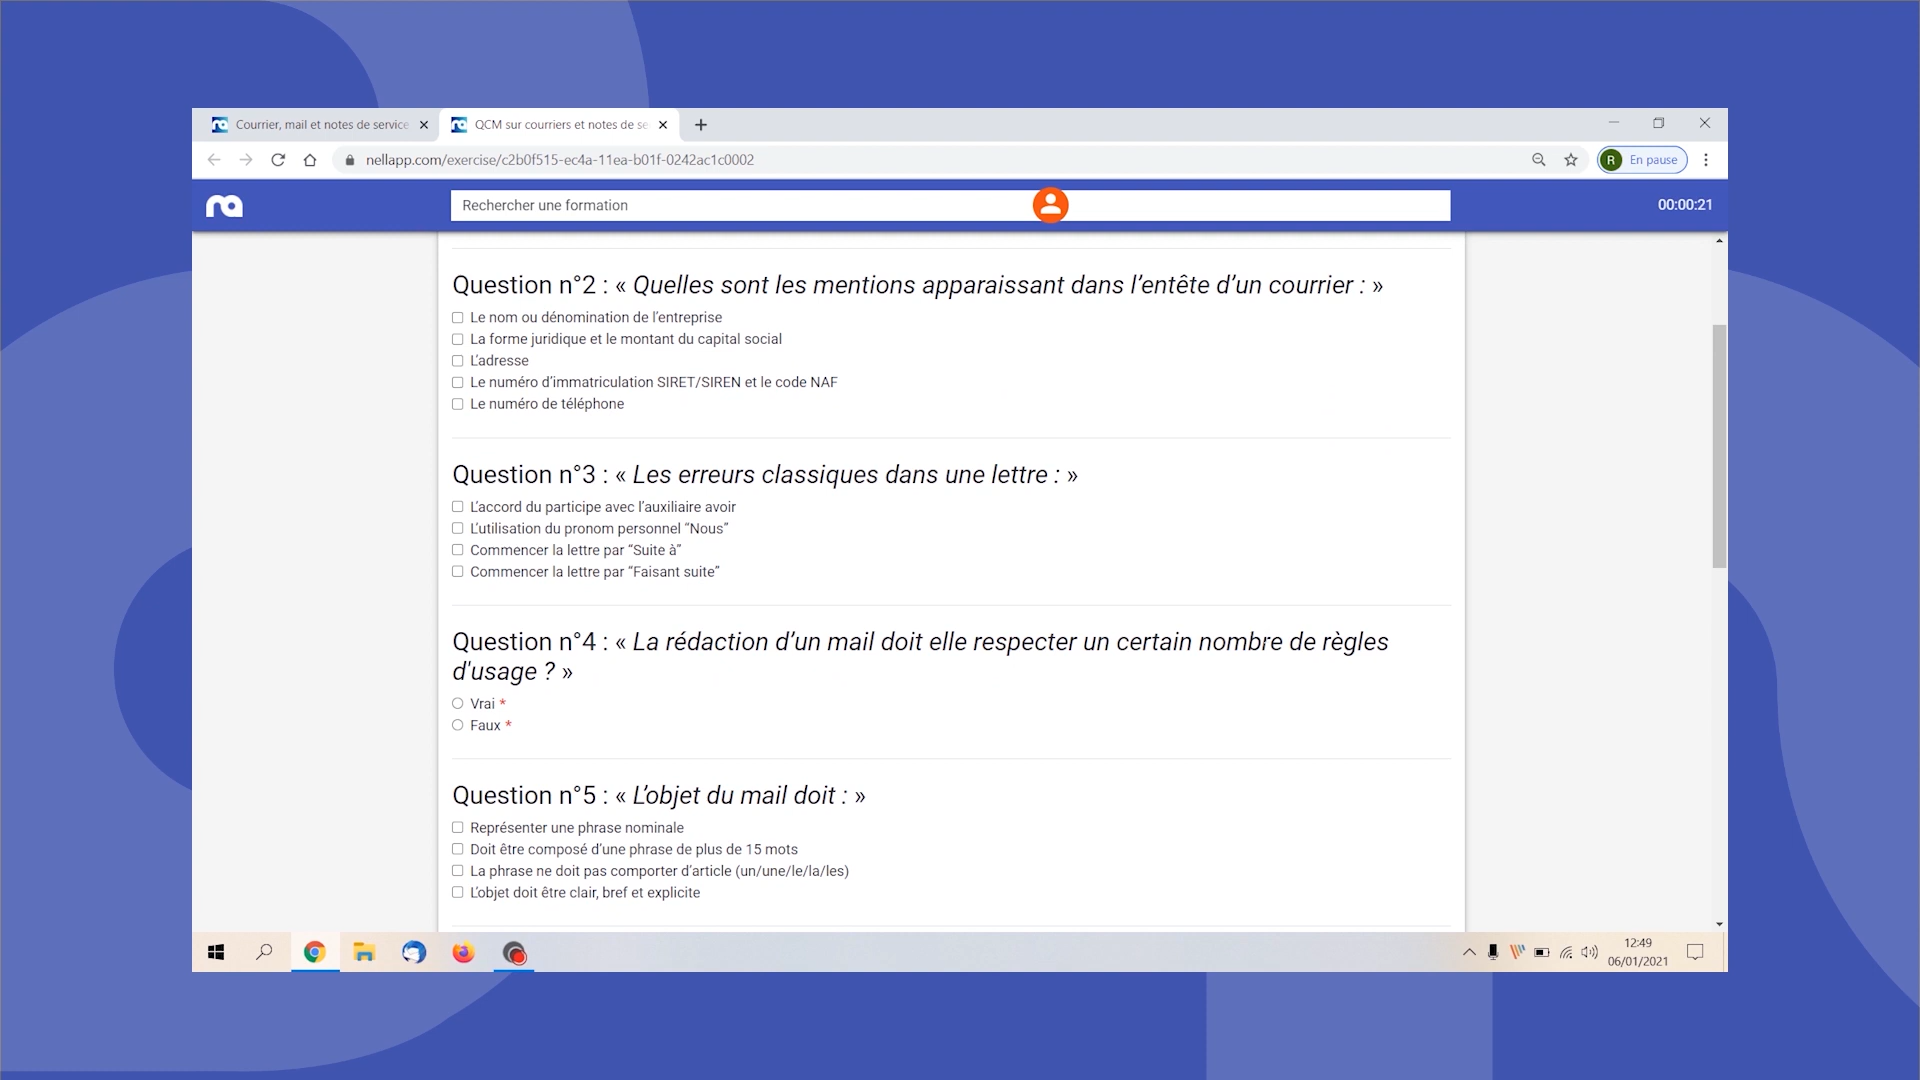 Courrier, mail et notes de service
QCM sur courriers et notes de se
nellapp.com/exercise/c2b0f515-ec4a-11ea-b01f-0242ac1c0002
R En pause
na
Rechercher une formation
00:00:21
Question n°2 : « Quelles sont les mentions apparaissant dans l’entête d’un courrier : »
Le nom ou dénomination de l’entreprise
La forme juridique et le montant du capital social
L’adresse
Le numéro d’immatriculation SIRET/SIREN et le code NAF
Le numéro de téléphone
Question n°3 : « Les erreurs classiques dans une lettre : »
L’accord du participe avec l’auxiliaire avoir
L’utilisation du pronom personnel “Nous”
Commencer la lettre par “Suite à”
Commencer la lettre par “Faisant suite”
Question n°4 : « La rédaction d’un mail doit elle respecter un certain nombre de règles
d'usage ? »
Vrai *
Faux *
Question n°5 : « L’objet du mail doit : »
Représenter une phrase nominale
Doit être composé d’une phrase de plus de 15 mots
La phrase ne doit pas comporter d’article (un/une/le/la/les)
L’objet doit être clair, bref et explicite
12:49
06/01/2021